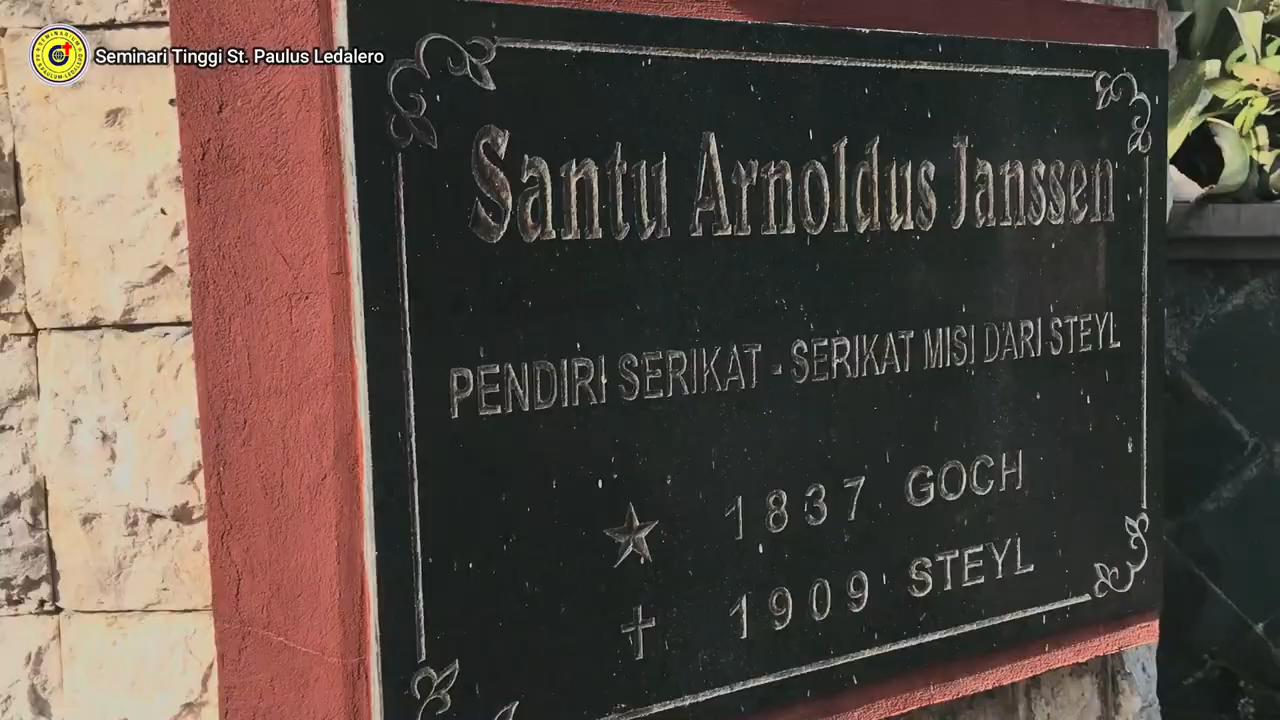 Seminari Tinggi St. Paulus Ledalero
Santu Arnoldus Janssen
PENDIRI SERIKAT - SERIKAT MISI DARI STEYL
1837 GOCH
1909 STEYL